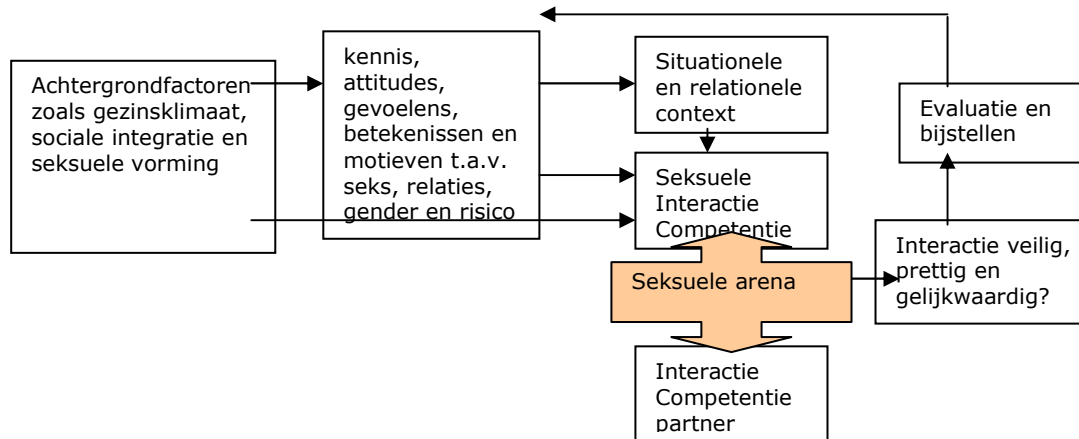 Achtergrondfactoren
zoals gezinsklimaat,
sociale integratie en
seksuele vorming
kennis,
attitudes,
gevoelens,
betekenissen en
motieven t.a.v.
seks, relaties,
gender en risico
Situationele
en relationele
context
Seksuele
Interactie
Competentie
Seksuele arena
Interactie
Competentie
partner
Evaluatie en
bijstellen
Interactie veilig,
prettig en
gelijkwaardig?